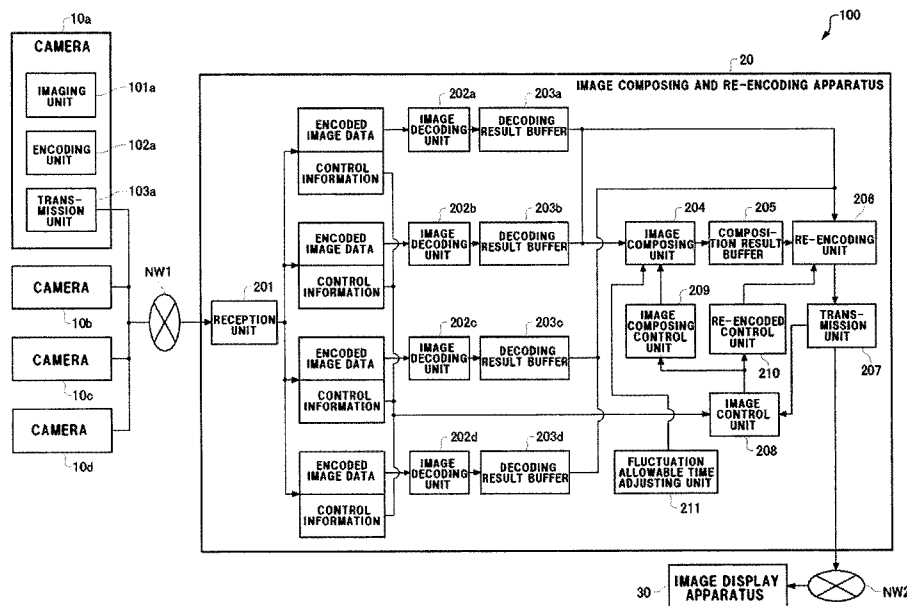 100
10a
CAMERA
IMAGING
UNIT
101a
ENCODING
UNIT
102a
TRANS-
MISSION
UNIT
103a
CAMERA
10b
CAMERA
10c
CAMERA
10d
NW1
20
IMAGE COMPOSING AND RE-ENCODING APPARATUS
201
RECEPTION
UNIT
ENCODED
IMAGE DATA
CONTROL
INFORMATION
202a
IMAGE
DECODING
UNIT
203a
DECODING
RESULT BUFFER
ENCODED
IMAGE DATA
CONTROL
INFORMATION
202b
IMAGE
DECODING
UNIT
203b
DECODING
RESULT BUFFER
204
IMAGE
COMPOSING
UNIT
205
COMPOSI-
TION RESULT
BUFFER
206
RE-ENCODING
UNIT
209
IMAGE
COMPOSING
CONTROL
UNIT
RE-ENCODED
CONTROL
UNIT
210
TRANS-
MISSION
UNIT
207
ENCODED
IMAGE DATA
CONTROL
INFORMATION
202c
IMAGE
DECODING
UNIT
203c
DECODING
RESULT BUFFER
IMAGE
CONTROL
UNIT
208
ENCODED
IMAGE DATA
CONTROL
INFORMATION
202d
IMAGE
DECODING
UNIT
203d
DECODING
RESULT BUFFER
FLUCTUATION
ALLOWABLE TIME
ADJUSTING UNIT
211
30
IMAGE DISPLAY
APPARATUS
NW2